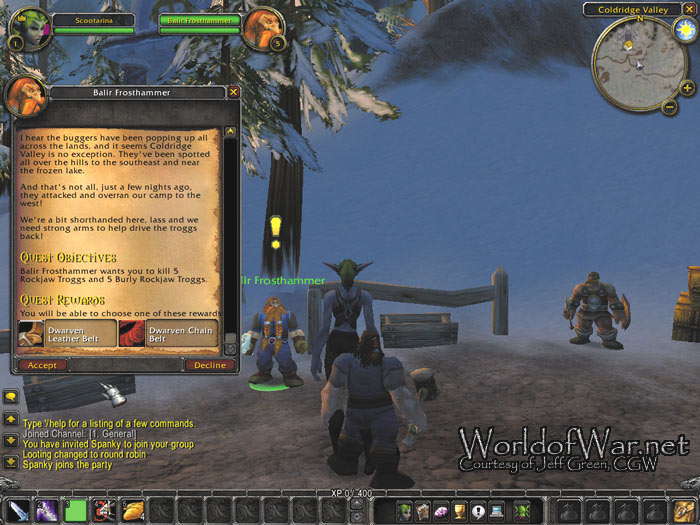 Scootarina
1
Balir Frosthammer
5
Coldridge Valley
N
Balir Frosthammer
I hear the buggers have been popping up all
across the lands, and it seems Coldridge
Valley is no exception. They've been spotted
all over the hills to the southeast and near
the frozen lake.
And that's not all, just a few nights ago,
they attacked and overran our camp to the
west!
We're a bit shorthanded here, lass and we
need strong arms to help drive the troggs
back!
Quest Objectives
Balir Frosthammer wants you to kill 5
Rockjaw Troggs and 5 Burly Rockjaw Troggs.
Quest Rewards
You will be able to choose one of these rewards
Dwarven
Leather Belt
Dwarven Chain
Belt
Accept
Decline
lir Frosthammer
Type '/help for a listing of a few commands.
Joined Channel: [1. General]
You have invited Spanky to join your group
Looting changed to round robin
Spanky joins the party
WorldofWar.net
Courtesy of Jeff Green, CGW
XP 0 / 400